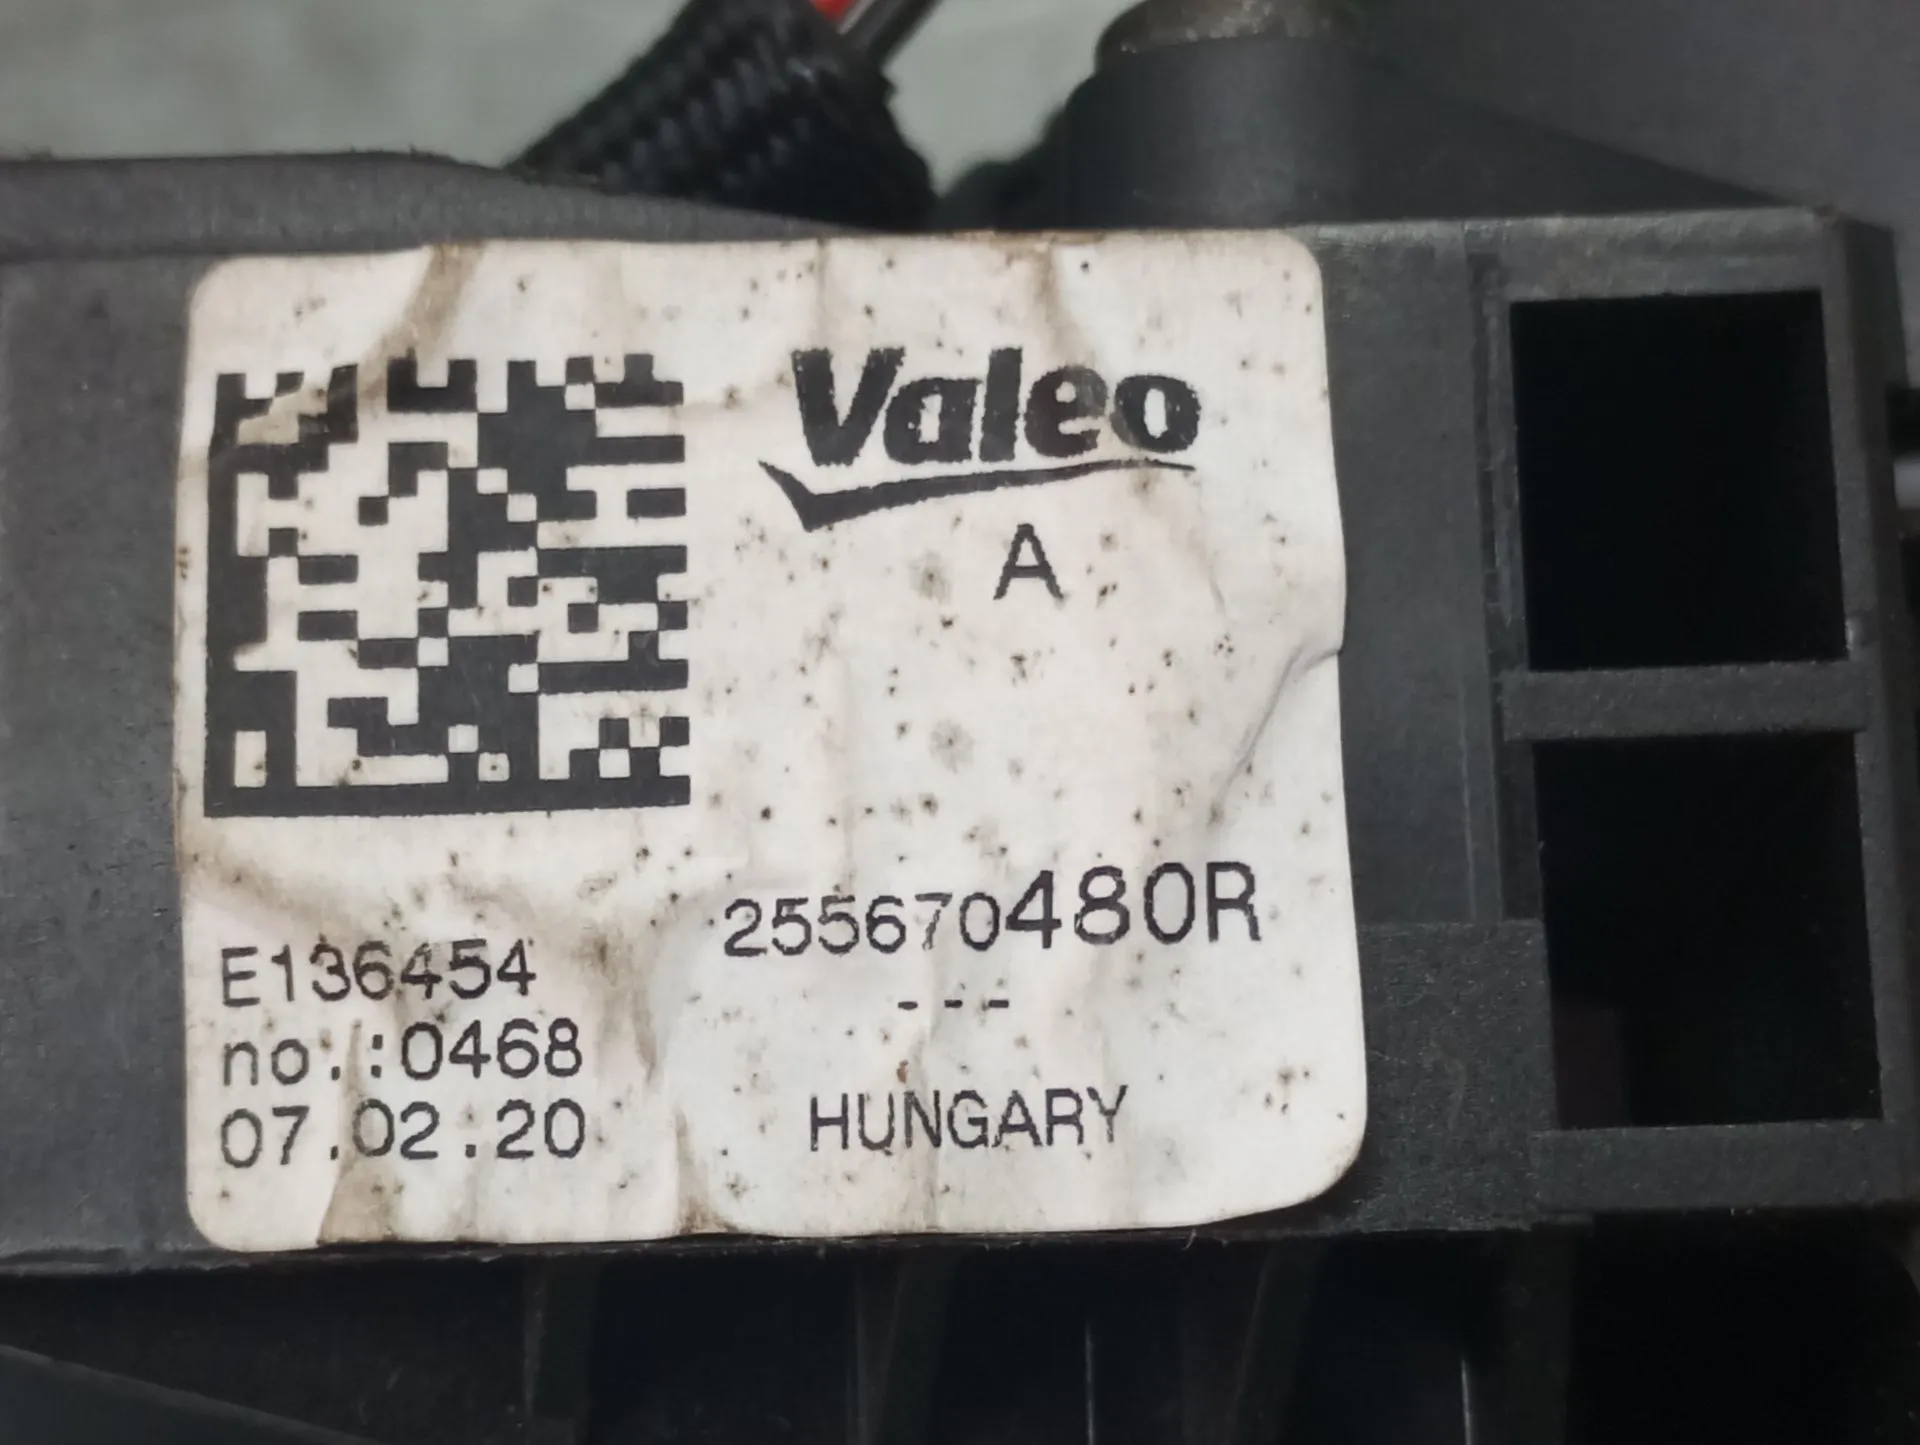 Valeo
A
255670480R
---
HUNGARY
E136454
no.:0468
07.02.20